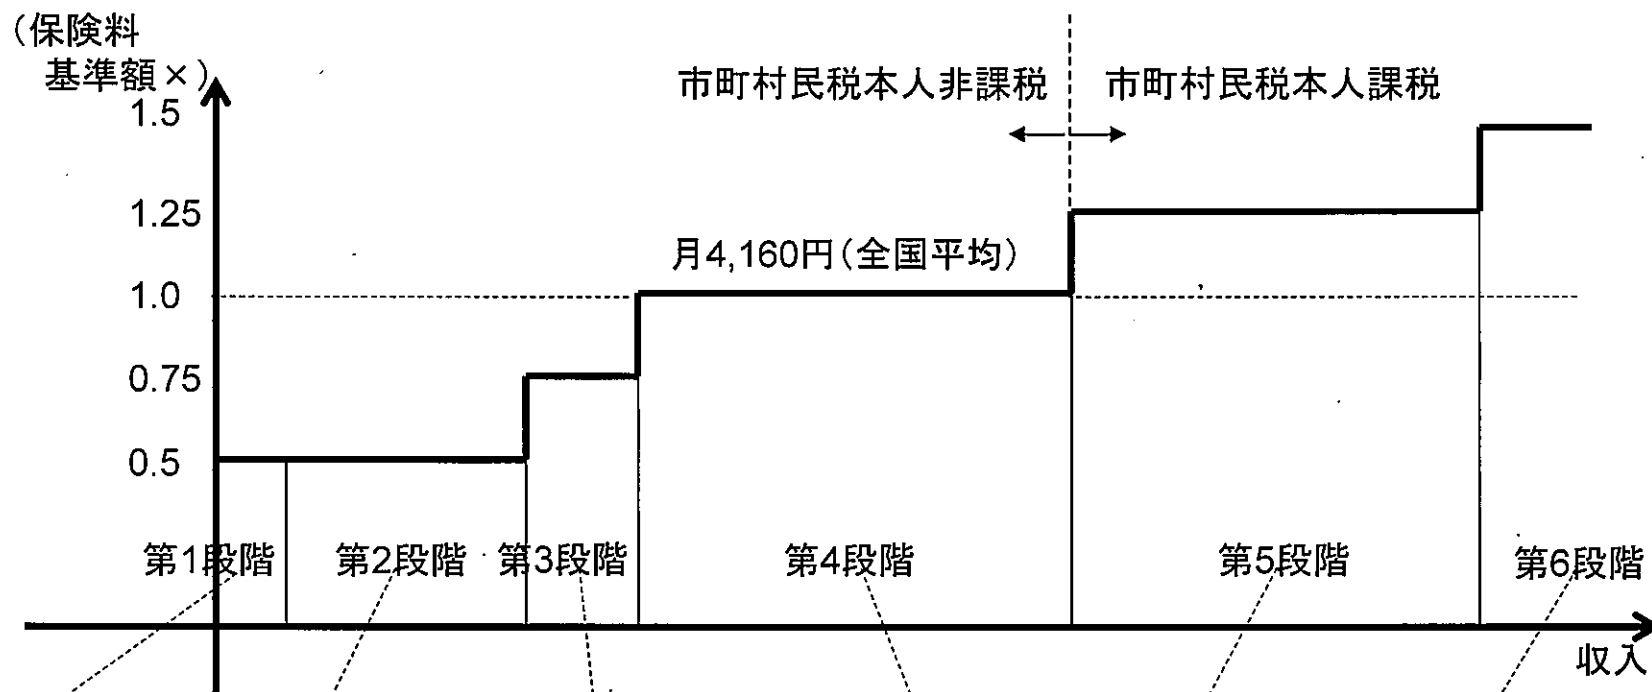 （保険料
基準額×）
市町村民税本人非課税
市町村民税本人課税
1.5
1.25
月4,160円（全国平均）
1.0
0.75
0.5
第1段階
第2段階
第3段階
第4段階
第5段階
第6段階
収入